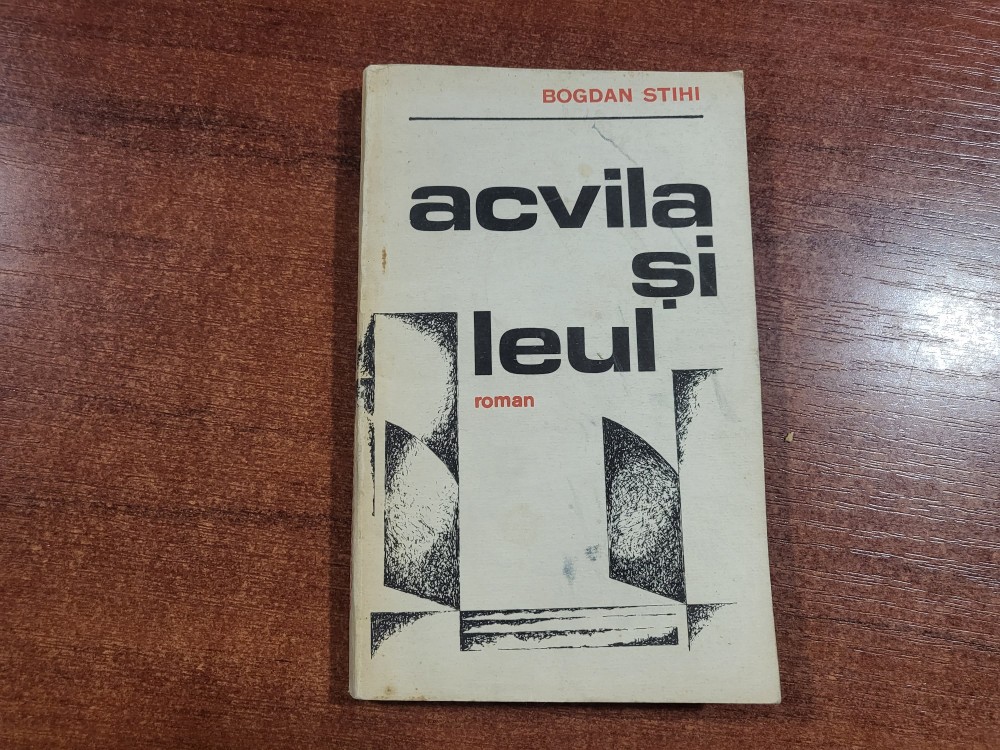 BOGDAN STIHI
acvila
și
leul
roman